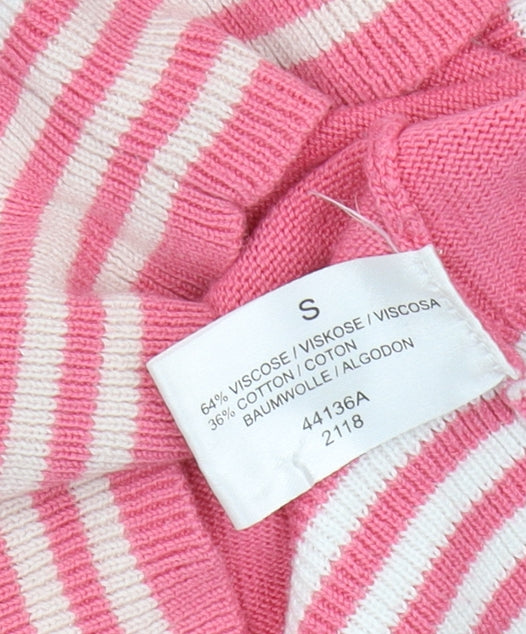 S
64% VISCOSE / VISKOSE / VISCOSA
36% COTTON / COTON
BAUMWOLLE / ALGODON
44136A
2118